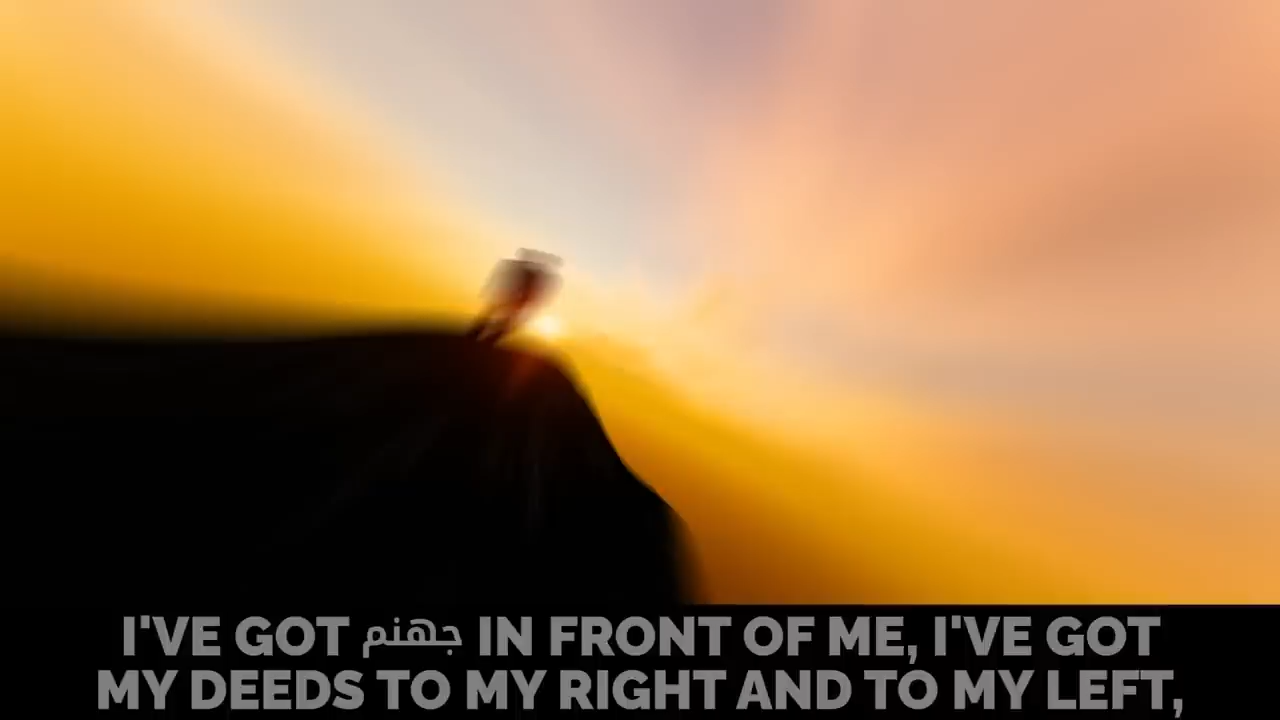 I'VE GOT جهنم IN FRONT OF ME, I'VE GOT
MY DEEDS TO MY RIGHT AND TO MY LEFT,